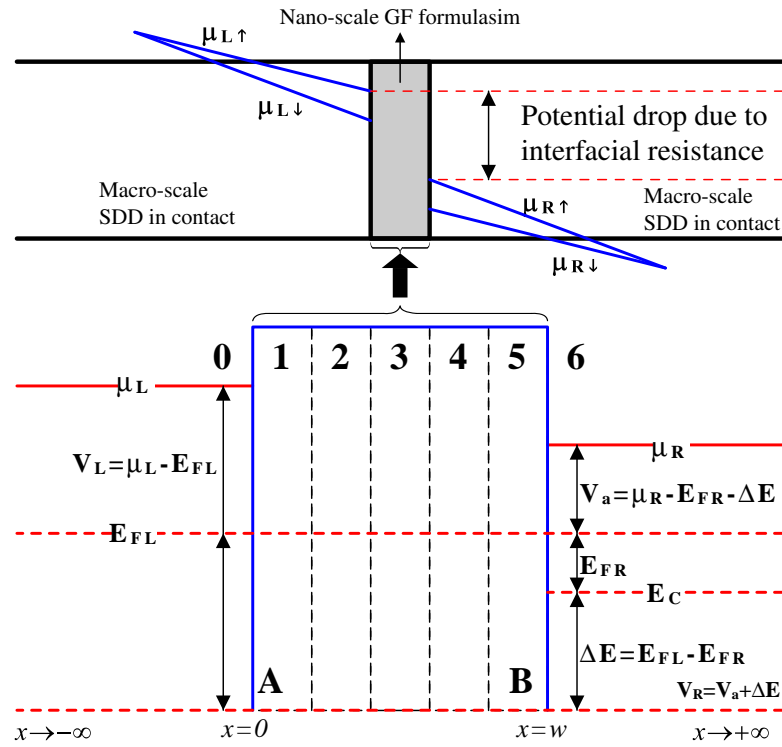 Nano-scale GF formulasim
μL↑
μL↓
Potential drop due to
interfacial resistance
Macro-scale
SDD in contact
μR↑
Macro-scale
SDD in contact
μR↓
0 1 2 3 4 5 6
μL
μR
VL=μL-EFL
Va=μR-EFR-ΔE
EFL
EFR
EC
ΔE=EFL-EFR
A B
VR=Va+ΔE
x→-∞ x=0 x=w x→+∞